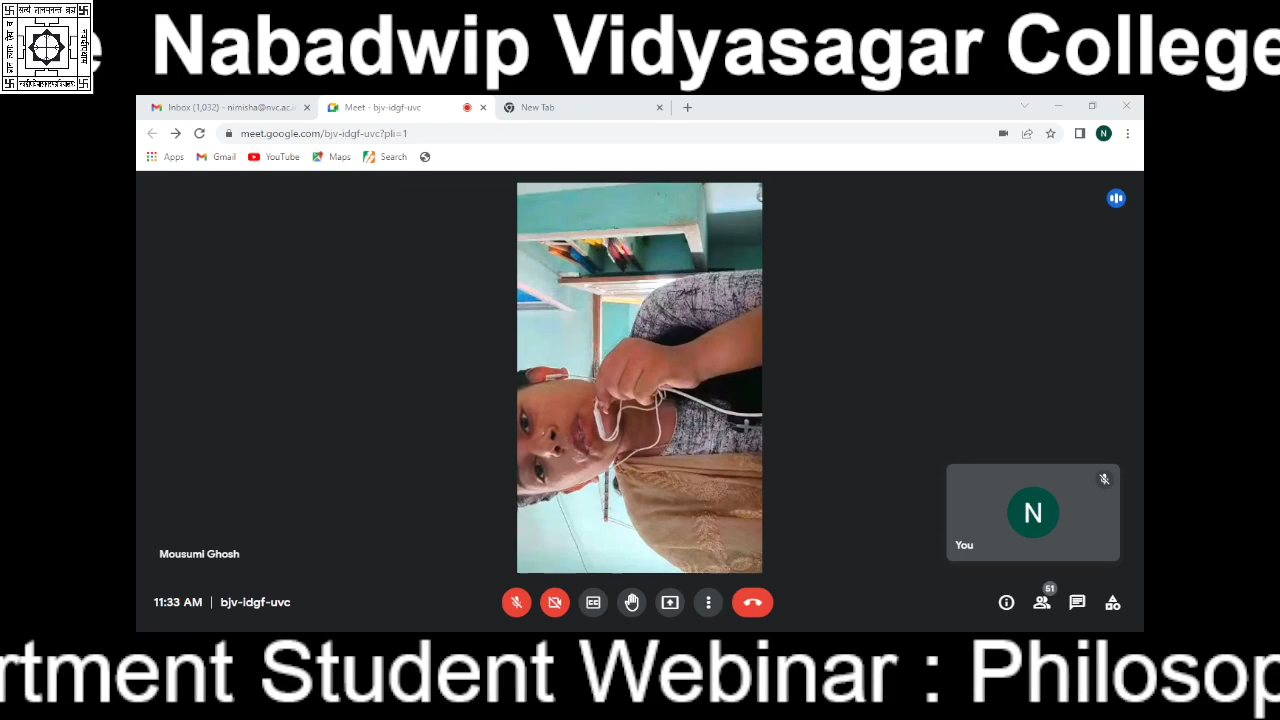 e Nabadwip Vidyasagar College
Inbox (1,032) - nimisha@nvc.ac.i
Meet - bjv-idgf-uvc
New Tab
meet.google.com/bjv-idgf-uvc?pli=1
N
Apps
Gmail
YouTube
Maps
Search
N
You
Mousumi Ghosh
11:33 AM | bjv-idgf-uvc
CC
51
rtment Student Webinar : Philosop